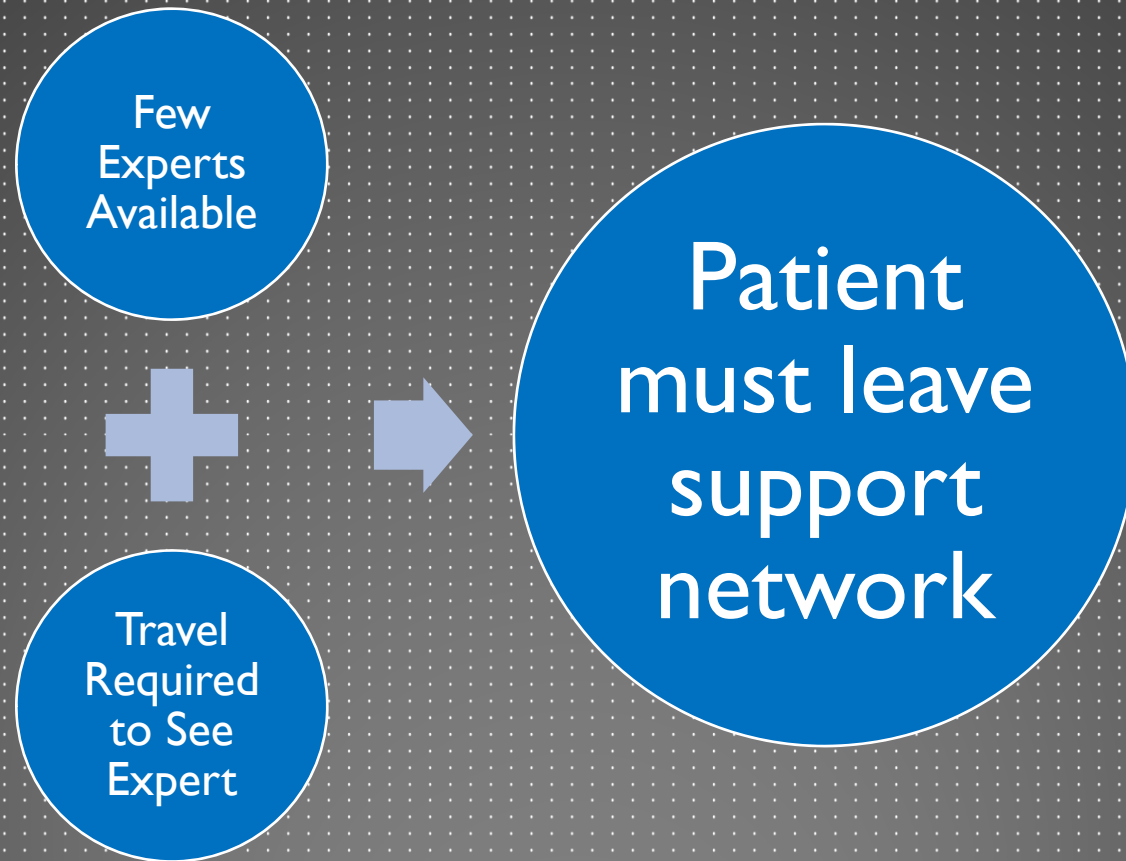 Few
Experts
Available
Travel
Required
to See
Expert
Patient
must leave
support
network